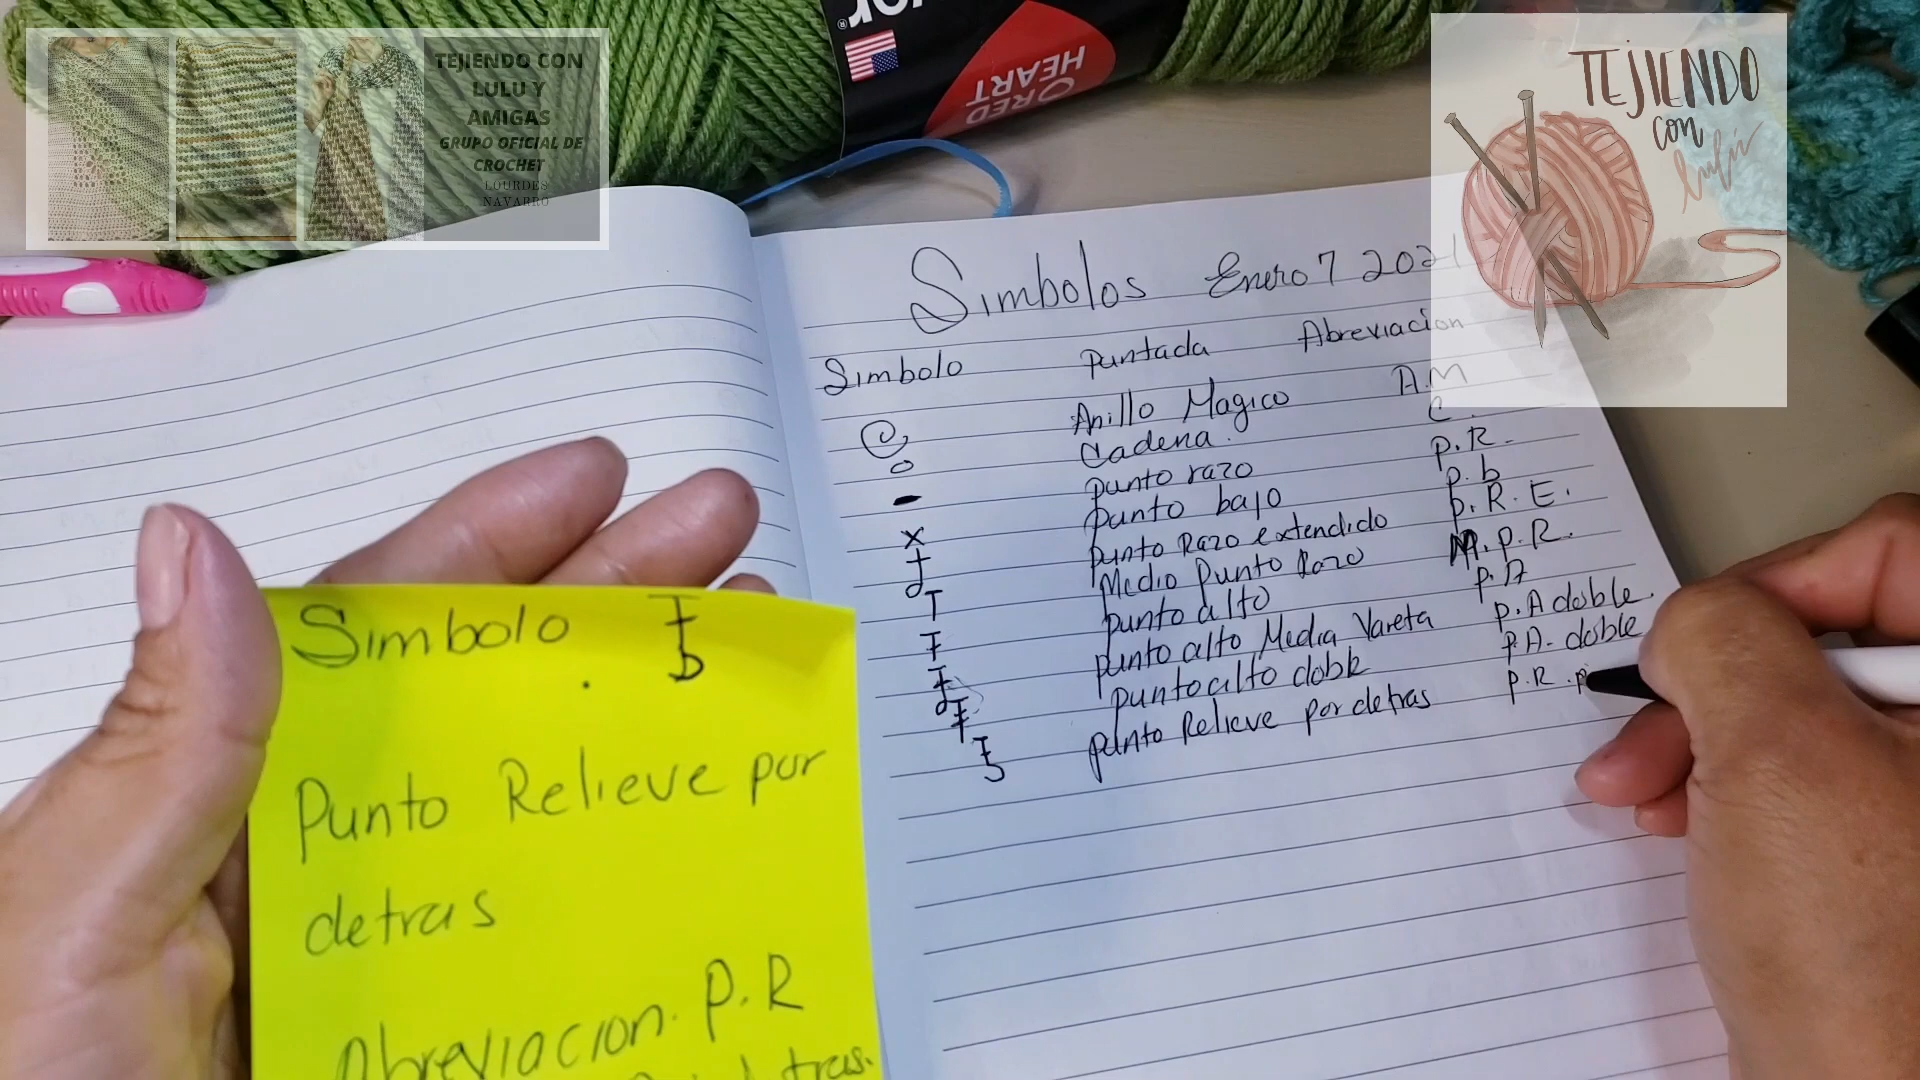 TEJIENDO CON
LULU Y
AMIGAS
GRUPO OFICIAL DE
CROCHET
LOURDES
NAVARRO
RED
HEART
TEJIENDO
con
Lulú
Simbolos Enero 7 2021
Simbolo Puntada Abreviacion
Anillo Magico A.M
Cadena. C.
punto razo p.R-
punto bajo p.b
punto Razo extendido p.R.E.
Medio punto Razo M.p.R.
punto alto p.A
punto alto Media Vareta p.A doble.
punto alto doble p.A- doble
punto Relieve por detras p.R.p
Simbolo
Punto Relieve por
detras
Abreviacion. P.R